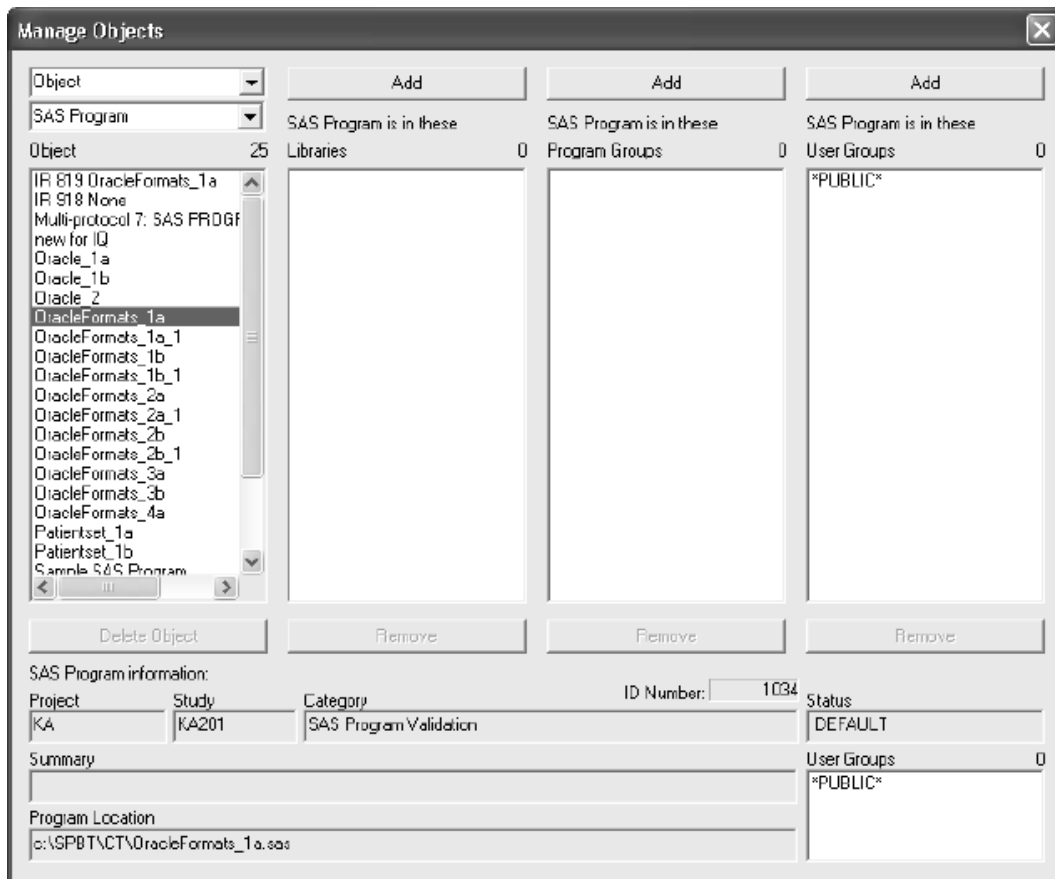 Manage Objects
Object
Add
Add
Add
SAS Program
SAS Program is in these
SAS Program is in these
SAS Program is in these
Object 25
Libraries 0
Program Groups 0
User Groups 0
IR 819 OracleFormats_1a
IR 918 None
Multi-protocol 7: SAS PROGR
new for IQ
Oracle_1a
Oracle_1b
Oracle_2
OracleFormats_1a
OracleFormats_1a_1
OracleFormats_1b
OracleFormats_1b_1
OracleFormats_2a
OracleFormats_2a_1
OracleFormats_2b
OracleFormats_2b_1
OracleFormats_3a
OracleFormats_3b
OracleFormats_4a
Patientset_1a
Patientset_1b
Sample SAS Program
*PUBLIC*
Delete Object
Remove
Remove
Remove
SAS Program information:
ID Number: 1034
Project
Study
Category
Status
KA
KA201
SAS Program Validation
DEFAULT
Summary
User Groups 0
*PUBLIC*
Program Location
c:\SPBT\CT\OracleFormats_1a.sas